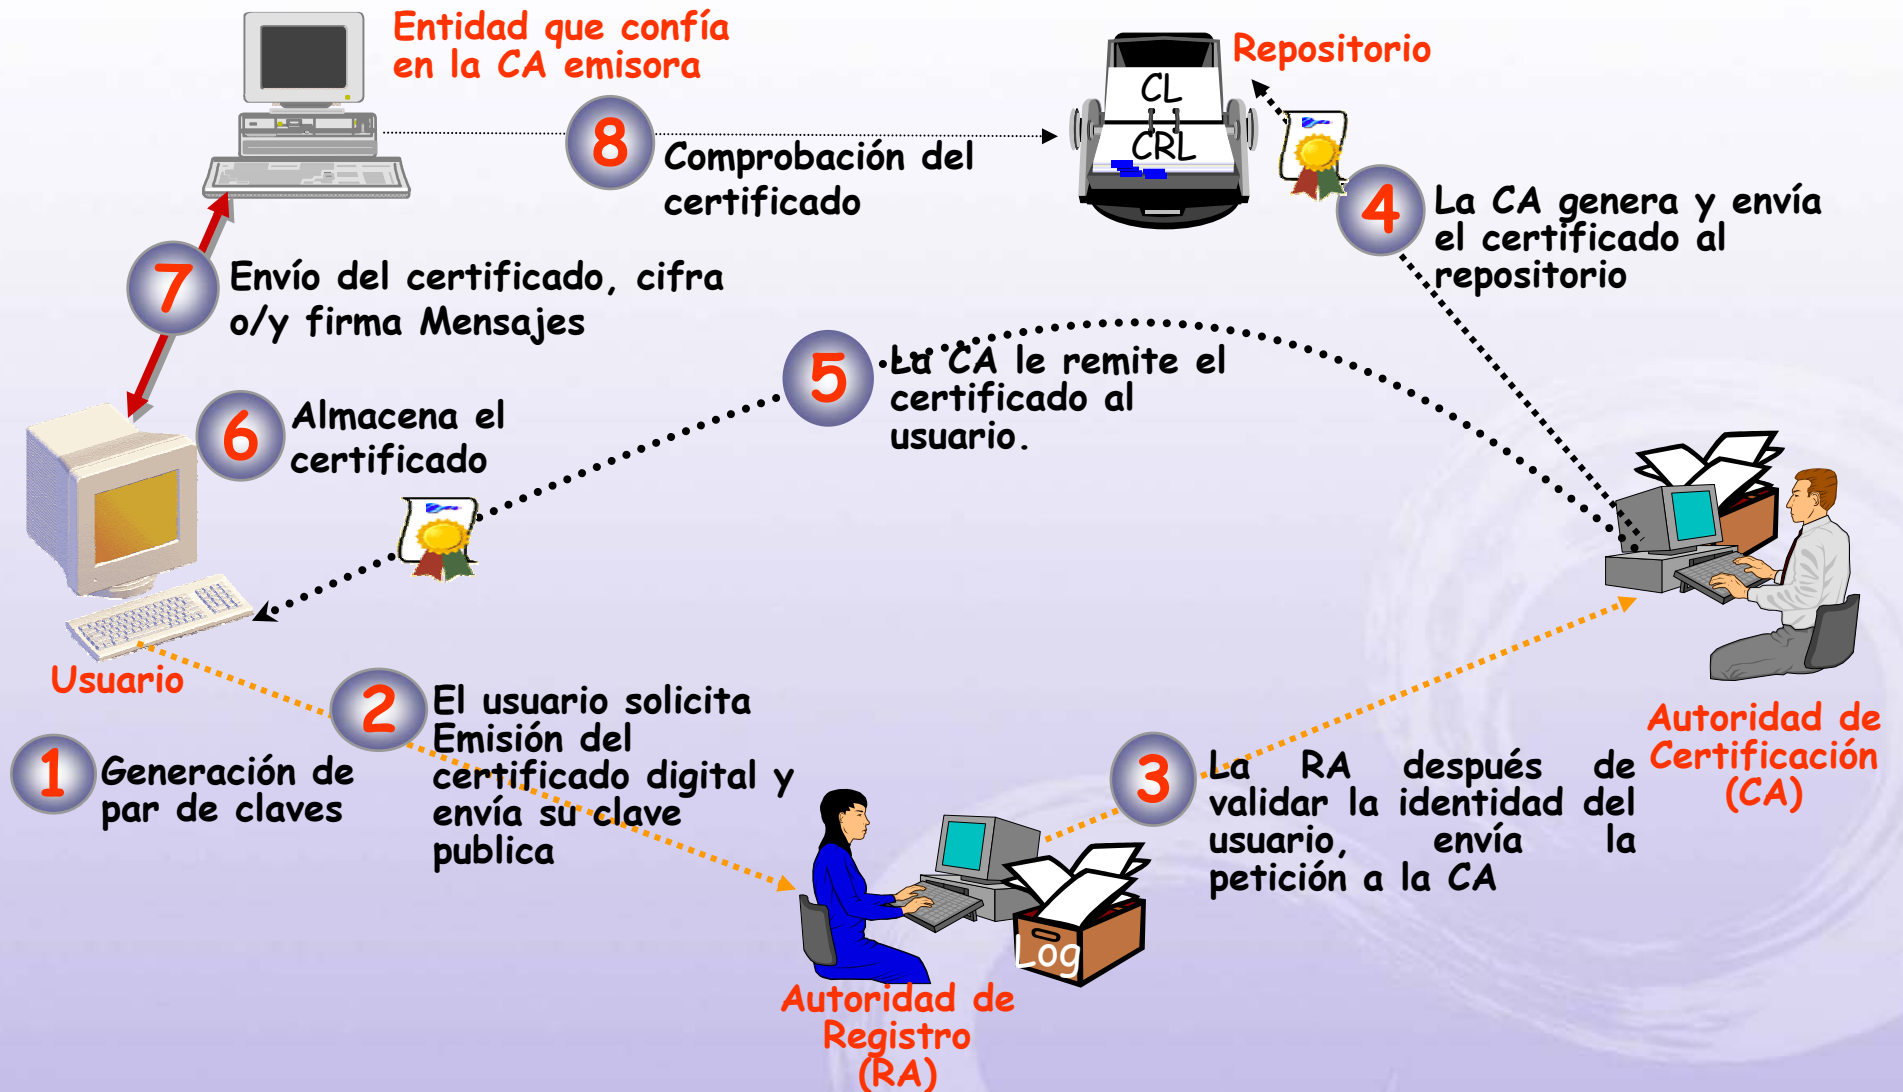 Entidad que confía
en la CA emisora
Repositorio
CL
CRL
8
Comprobación del
certificado
4
La CA genera y envía
el certificado al
repositorio
7
Envío del certificado, cifra
o/y firma Mensajes
5
La CA le remite el
certificado al
usuario.
6
Almacena el
certificado
Usuario
2
El usuario solicita
Emisión del
certificado digital y
envía su clave
publica
1
Generación de
par de claves
3
La RA después de
validar la identidad del
usuario, envía la
petición a la CA
Autoridad de
Certificación
(CA)
Log
Autoridad de
Registro
(RA)